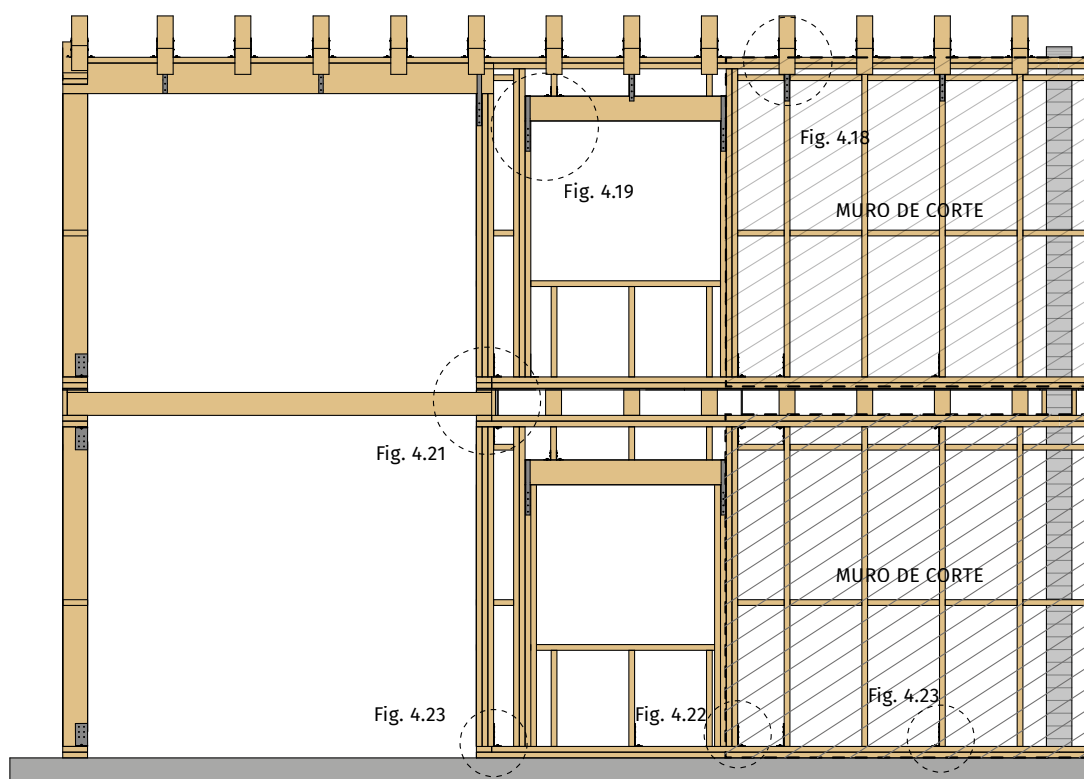 Fig. 4.18
Fig. 4.19
MURO DE CORTE
Fig. 4.21
MURO DE CORTE
Fig. 4.23
Fig. 4.22
Fig. 4.23